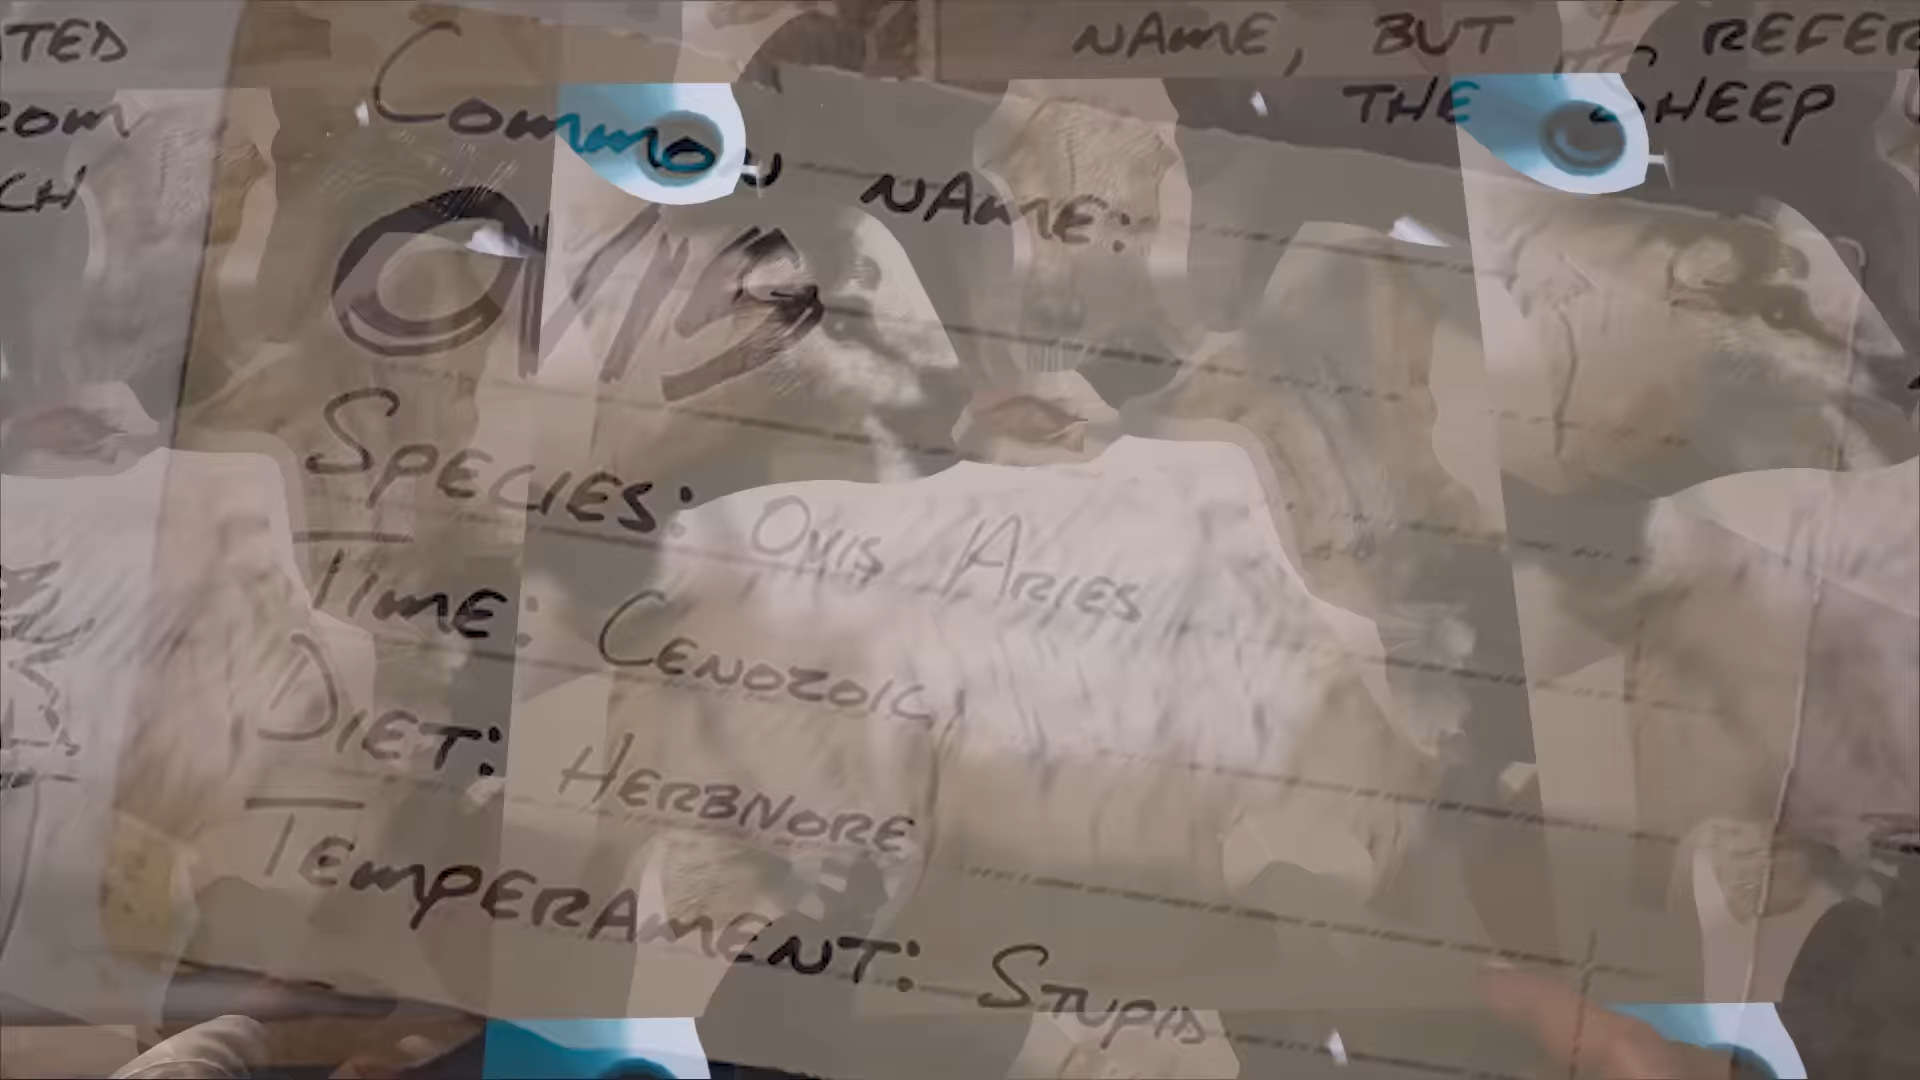 TED
NAME, BUT REFER
ROM
THE SHEEP
CH
COMMON NAME:
OVIS
SPECIES: OVIS ARIES
TIME: CENOZOIC
DIET: HERBIVORE
TEMPERAMENT: STUPID